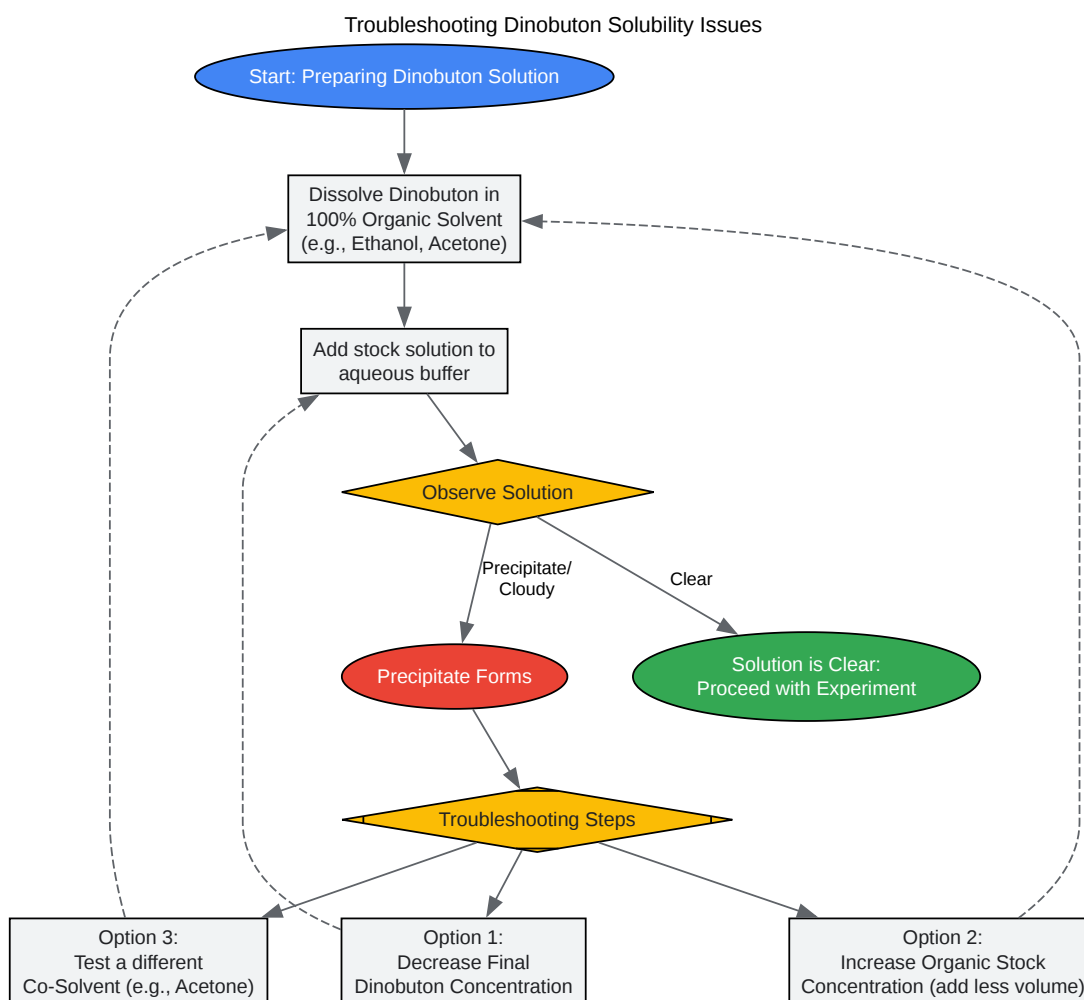 Troubleshooting Dinobuton Solubility Issues
Start: Preparing Dinobuton Solution
Dissolve Dinobuton in
100% Organic Solvent
(e.g., Ethanol, Acetone)
Add stock solution to
aqueous buffer
Observe Solution
Precipitate/
Cloudy
Clear
Precipitate Forms
Solution is Clear:
Proceed with Experiment
Troubleshooting Steps
Option 3:
Test a different
Co-Solvent (e.g., Acetone)
Option 1:
Decrease Final
Dinobuton Concentration
Option 2:
Increase Organic Stock
Concentration (add less volume)